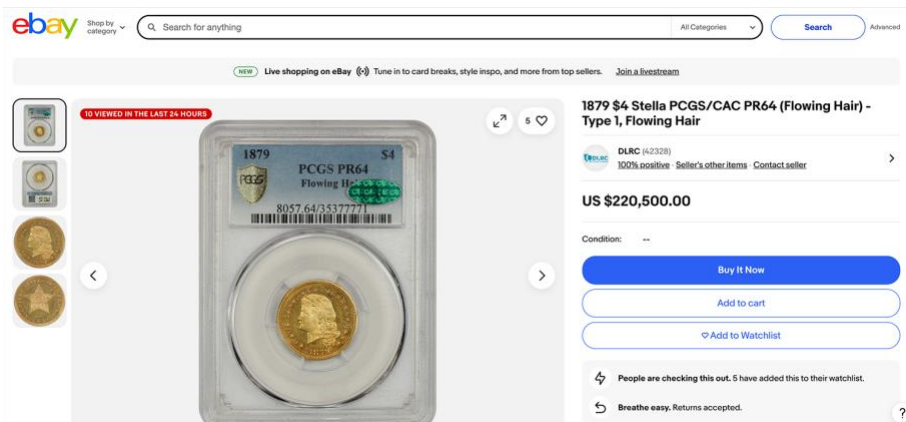 ebay
Shop by
category
Search for anything
All Categories
Search
Advanced
NEW Live shopping on eBay Tune in to card breaks, style inspo, and more from top sellers. Join a livestream
10 VIEWED IN THE LAST 24 HOURS
5
1879 $4
PCGS PR64
Flowing
PCGS
8057.64/35377771
1879 $4 Stella PCGS/CAC PR64 (Flowing Hair) -
Type 1, Flowing Hair
DLRC
DLRC (42328)
100% positive · Seller's other items · Contact seller
US $220,500.00
Condition: --
Buy It Now
Add to cart
Add to Watchlist
People are checking this out. 5 have added this to their watchlist.
Breathe easy. Returns accepted.
?